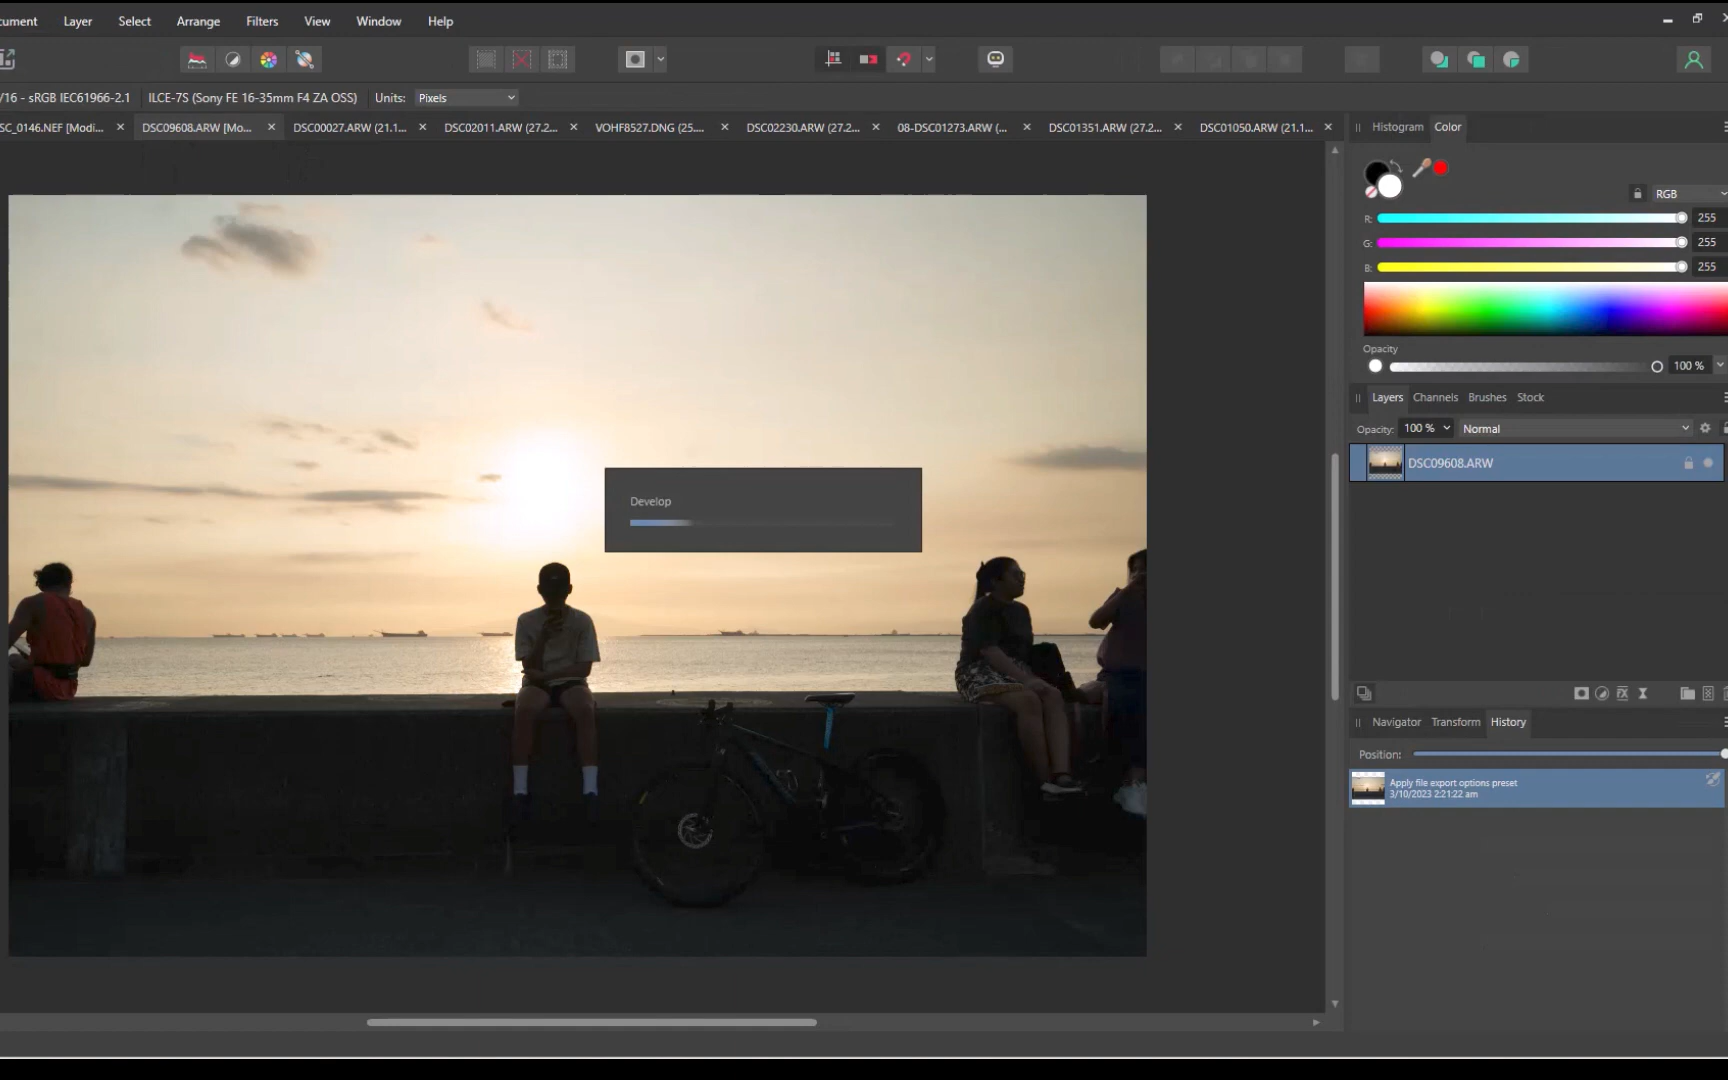 cument Layer Select Arrange Filters View Window Help
/16 - sRGB IEC61966-2.1 ILCE-7S (Sony FE 16-35mm F4 ZA OSS) Units: Pixels
SC_0146.NEF [Modi... DSC09608.ARW [Mo... DSC00027.ARW (21.1... DSC02011.ARW (27.2... VOHF8527.DNG (25.... DSC02230.ARW (27.2... 08-DSC01273.ARW (... DSC01351.ARW (27.2... DSC01050.ARW (21.1...
Histogram Color
RGB
R: 255
G: 255
B: 255
Opacity
100 %
Layers Channels Brushes Stock
Opacity: 100 % Normal
DSC09608.ARW
Develop
Navigator Transform History
Position:
Apply file export options preset
3/10/2023 2:21:22 am